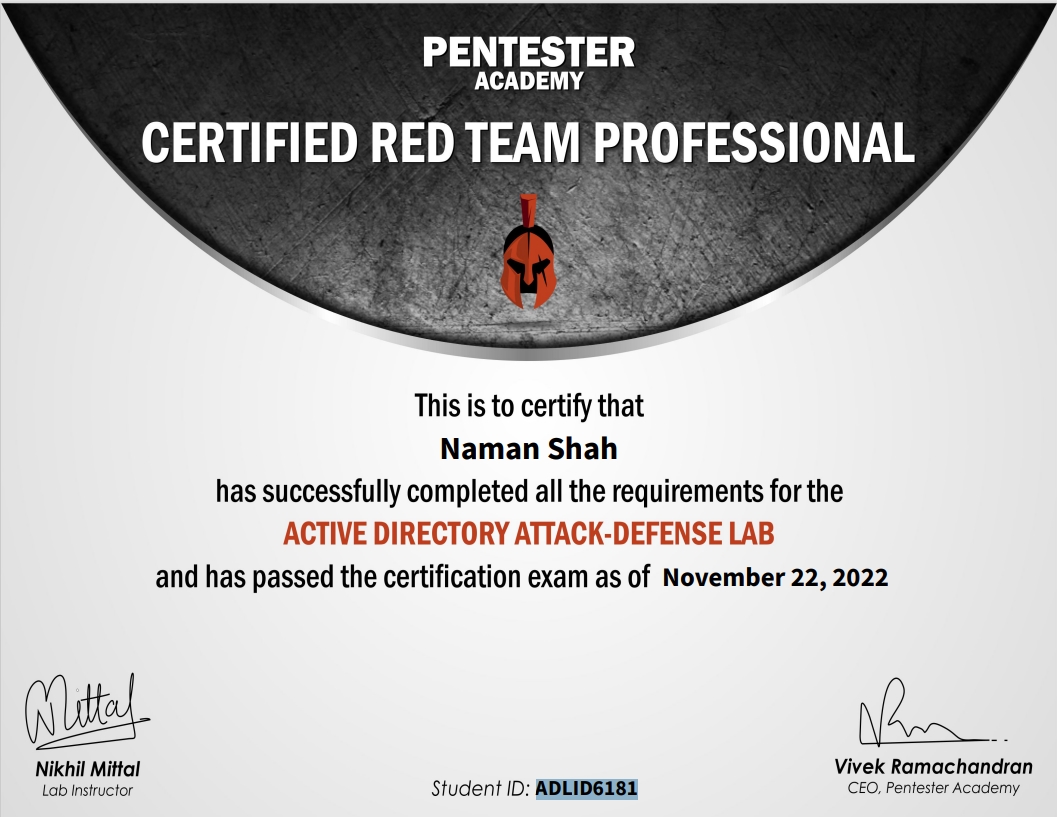 PENTESTER
ACADEMY
CERTIFIED RED TEAM PROFESSIONAL
This is to certify that
Naman Shah
has successfully completed all the requirements for the
ACTIVE DIRECTORY ATTACK-DEFENSE LAB
and has passed the certification exam as of November 22, 2022
Mittal
Nikhil Mittal
Lab Instructor
Student ID: ADLID6181
Vivek Ramachandran
CEO, Pentester Academy